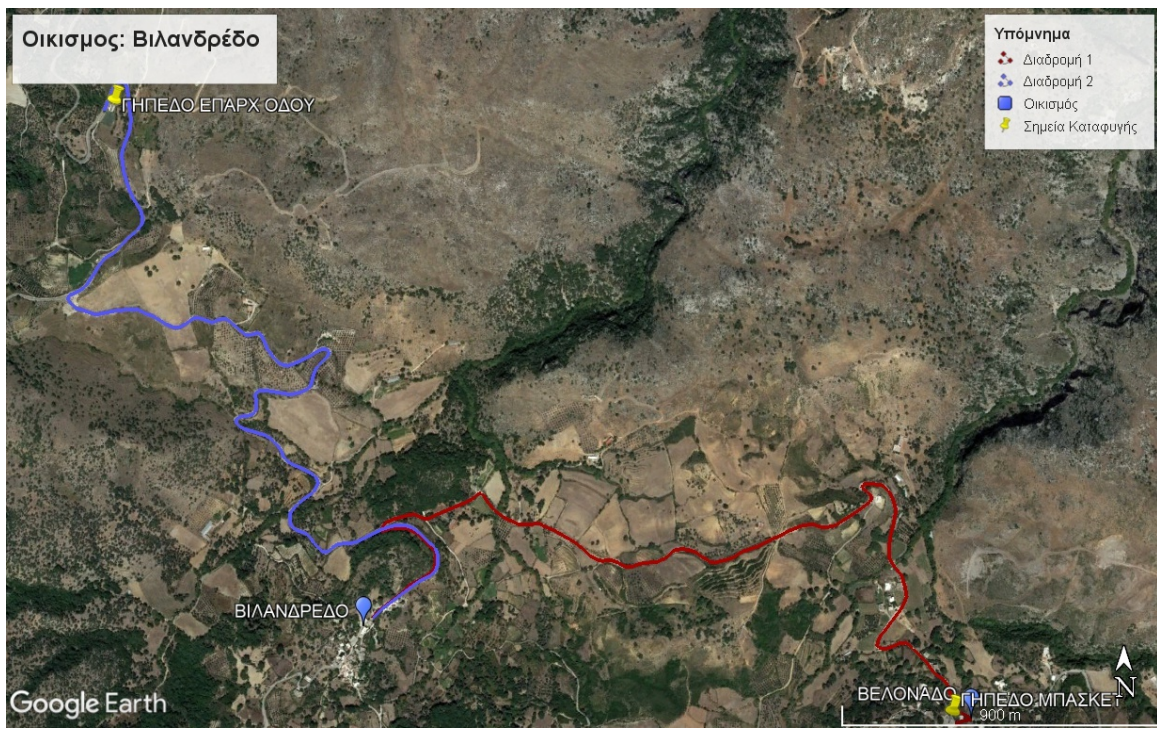 Οικισμος: Βιλανδρέδο
Υπόμνημα
Διαδρομή 1
Διαδρομή 2
Οικισμός
Σημεία Καταφυγής
ΓΗΠΕΔΟ ΕΠΑΡΧ ΟΔΟΥ
ΒΙΛΑΝΔΡΕΔΟ
ΒΕΛΟΝΑΔΟ
ΓΗΠΕΔΟ ΜΠΑΣΚΕΤ
N
900 m
Google Earth